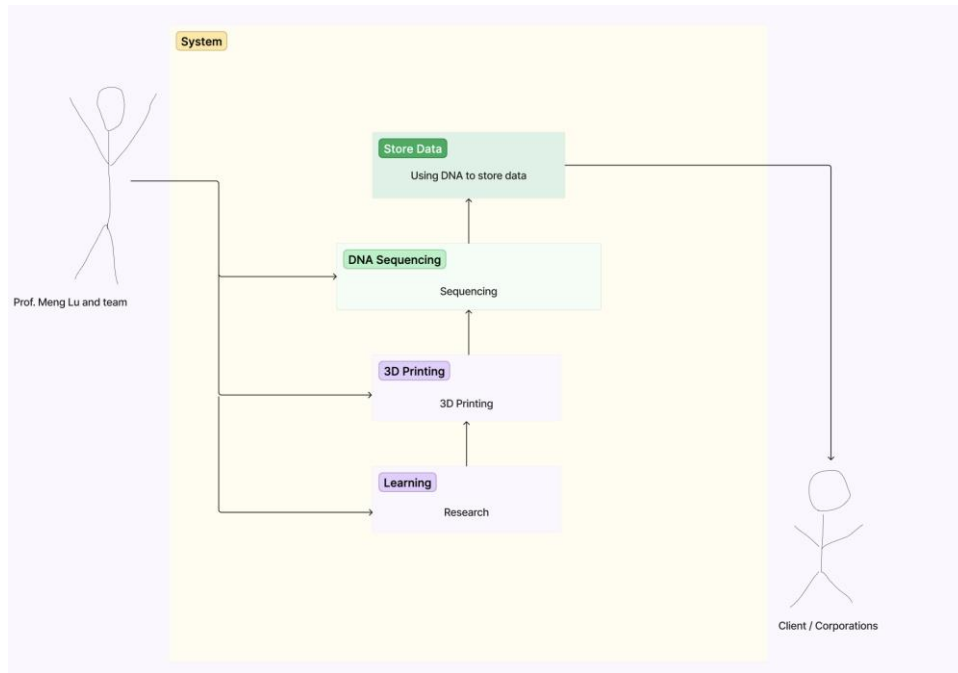 System
Store Data
Using DNA to store data
DNA Sequencing
Sequencing
Prof. Meng Lu and team
3D Printing
3D Printing
Learning
Research
Client / Corporations